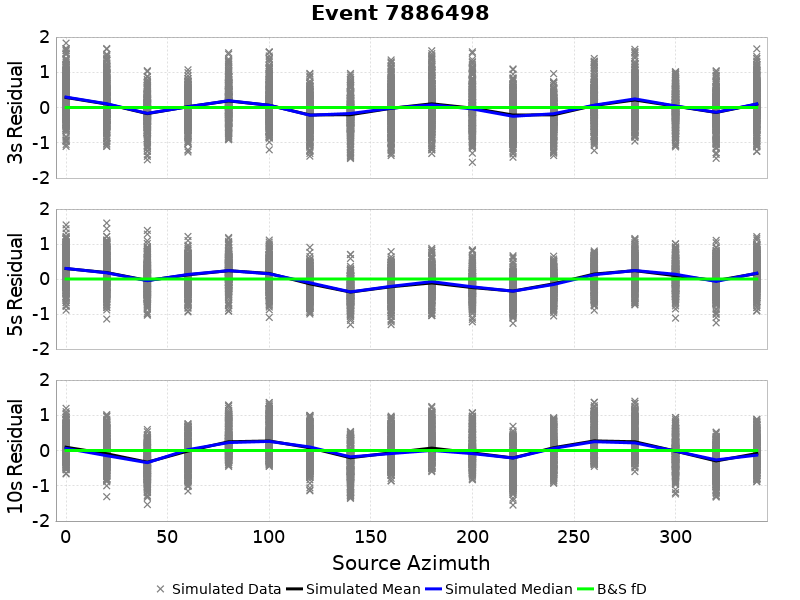 Event 7886498
3s Residual
2
1
0
-1
-2
5s Residual
2
1
0
-1
-2
10s Residual
2
1
0
-1
-2
0 50 100 150 200 250 300
Source Azimuth
Simulated Data Simulated Mean Simulated Median B&S fD